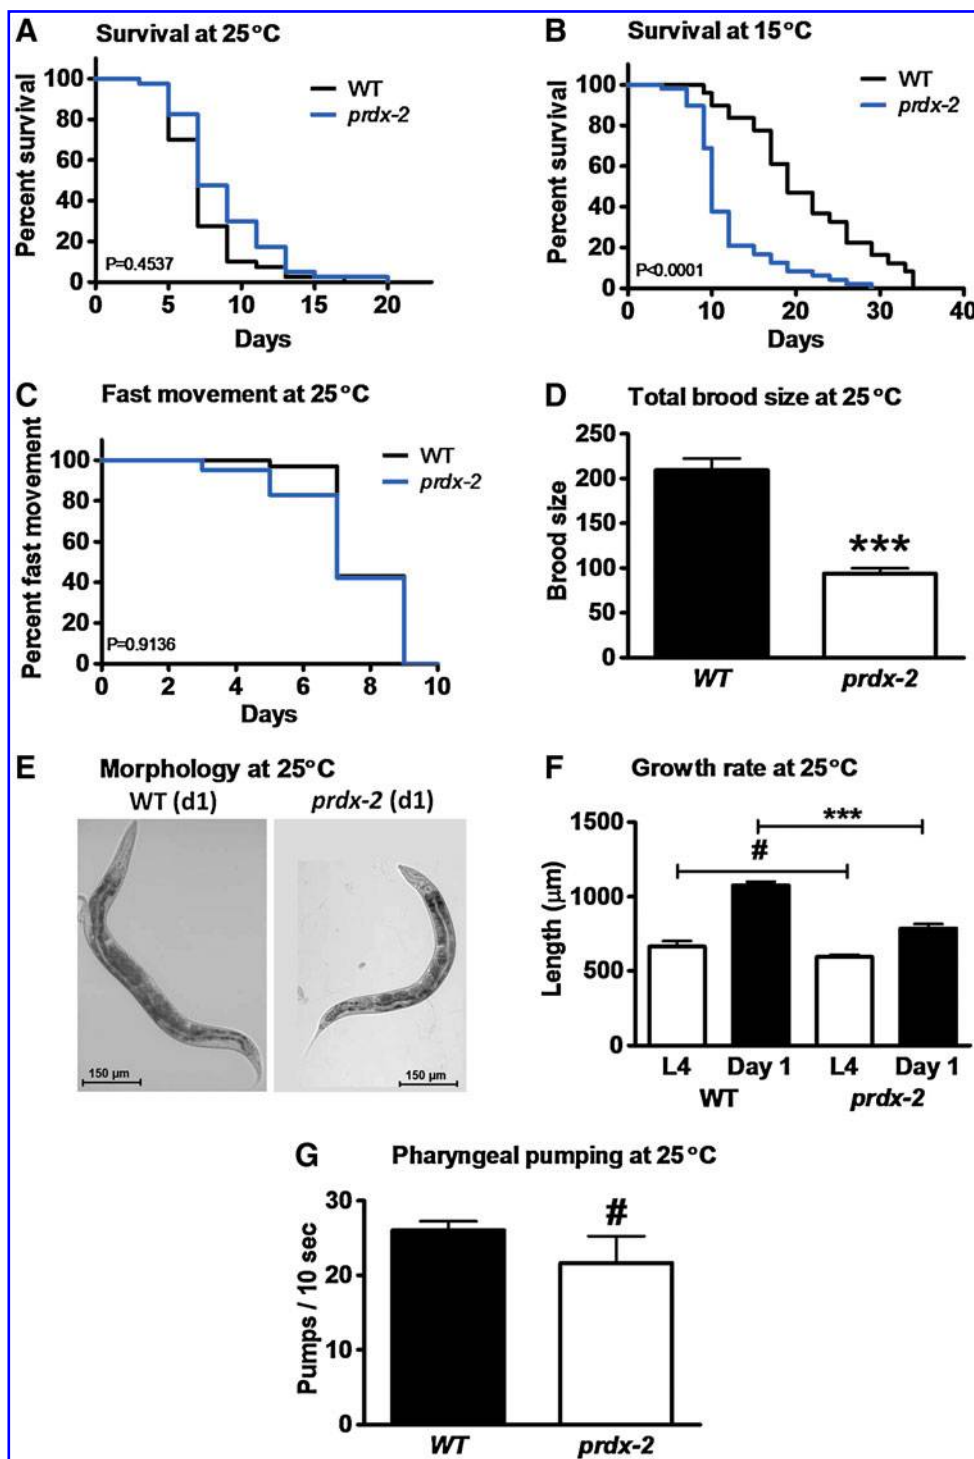 A Survival at 25°C
Percent survival
100
80
60
40
20
0
WT
prdx-2
P=0.4537
0 5 10 15 20
Days
B Survival at 15°C
Percent survival
100
80
60
40
20
0
WT
prdx-2
P<0.0001
0 10 20 30 40
Days
C Fast movement at 25°C
Percent fast movement
100
80
60
40
20
0
WT
prdx-2
P=0.9136
0 2 4 6 8 10
Days
D Total brood size at 25°C
Brood size
250
200
150
100
50
0
***
WT prdx-2
E Morphology at 25°C
WT (d1) prdx-2 (d1)
150 µm 150 µm
F Growth rate at 25°C
Length (µm)
1500
1000
500
0
***
#
L4 Day 1 L4 Day 1
WT prdx-2
G Pharyngeal pumping at 25°C
Pumps / 10 sec
30
20
10
0
#
WT prdx-2